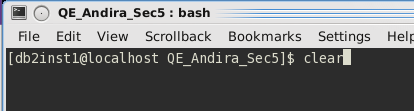 QE_Andira_Sec5 : bash
File Edit View Scrollback Bookmarks Settings Help
[db2inst1@localhost QE_Andira_Sec5]$ clear